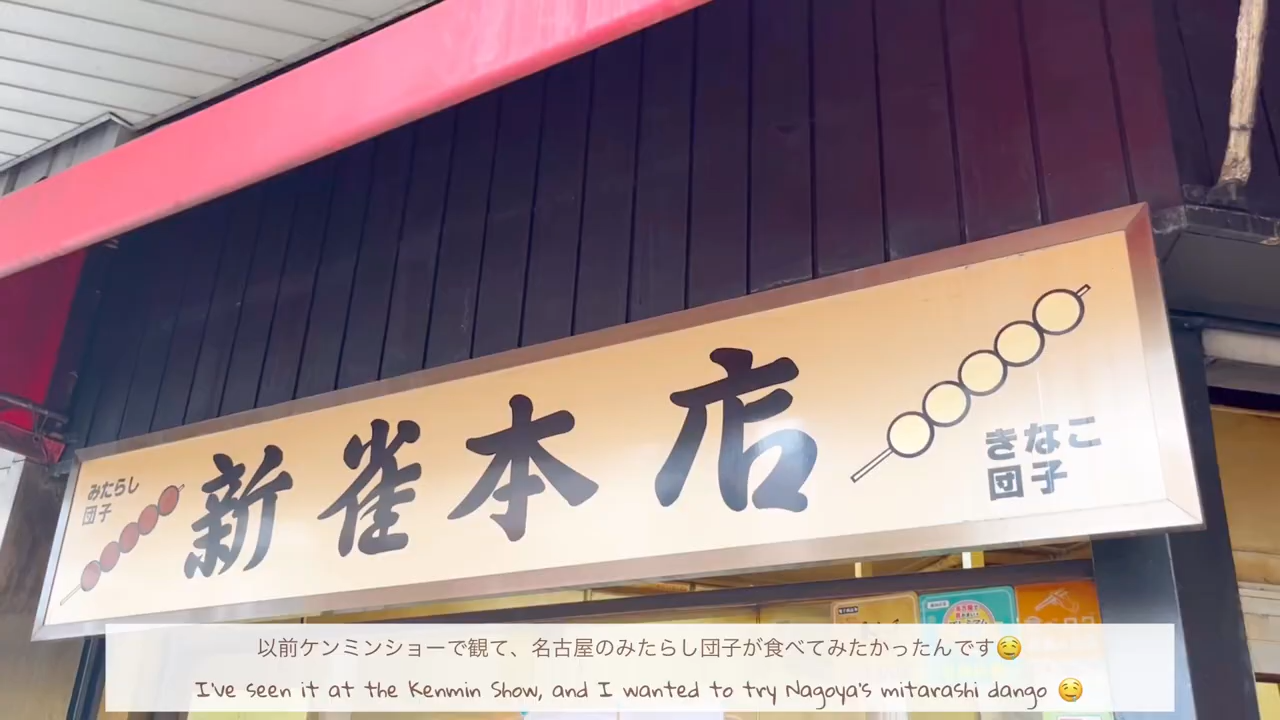 みたらし
団子
新雀本店
きなこ
団子
以前ケンミンショーで観て、名古屋のみたらし団子が食べてみたかったんです🤤
I've seen it at the Kenmin Show, and I wanted to try Nagoya's mitarashi dango 🤤